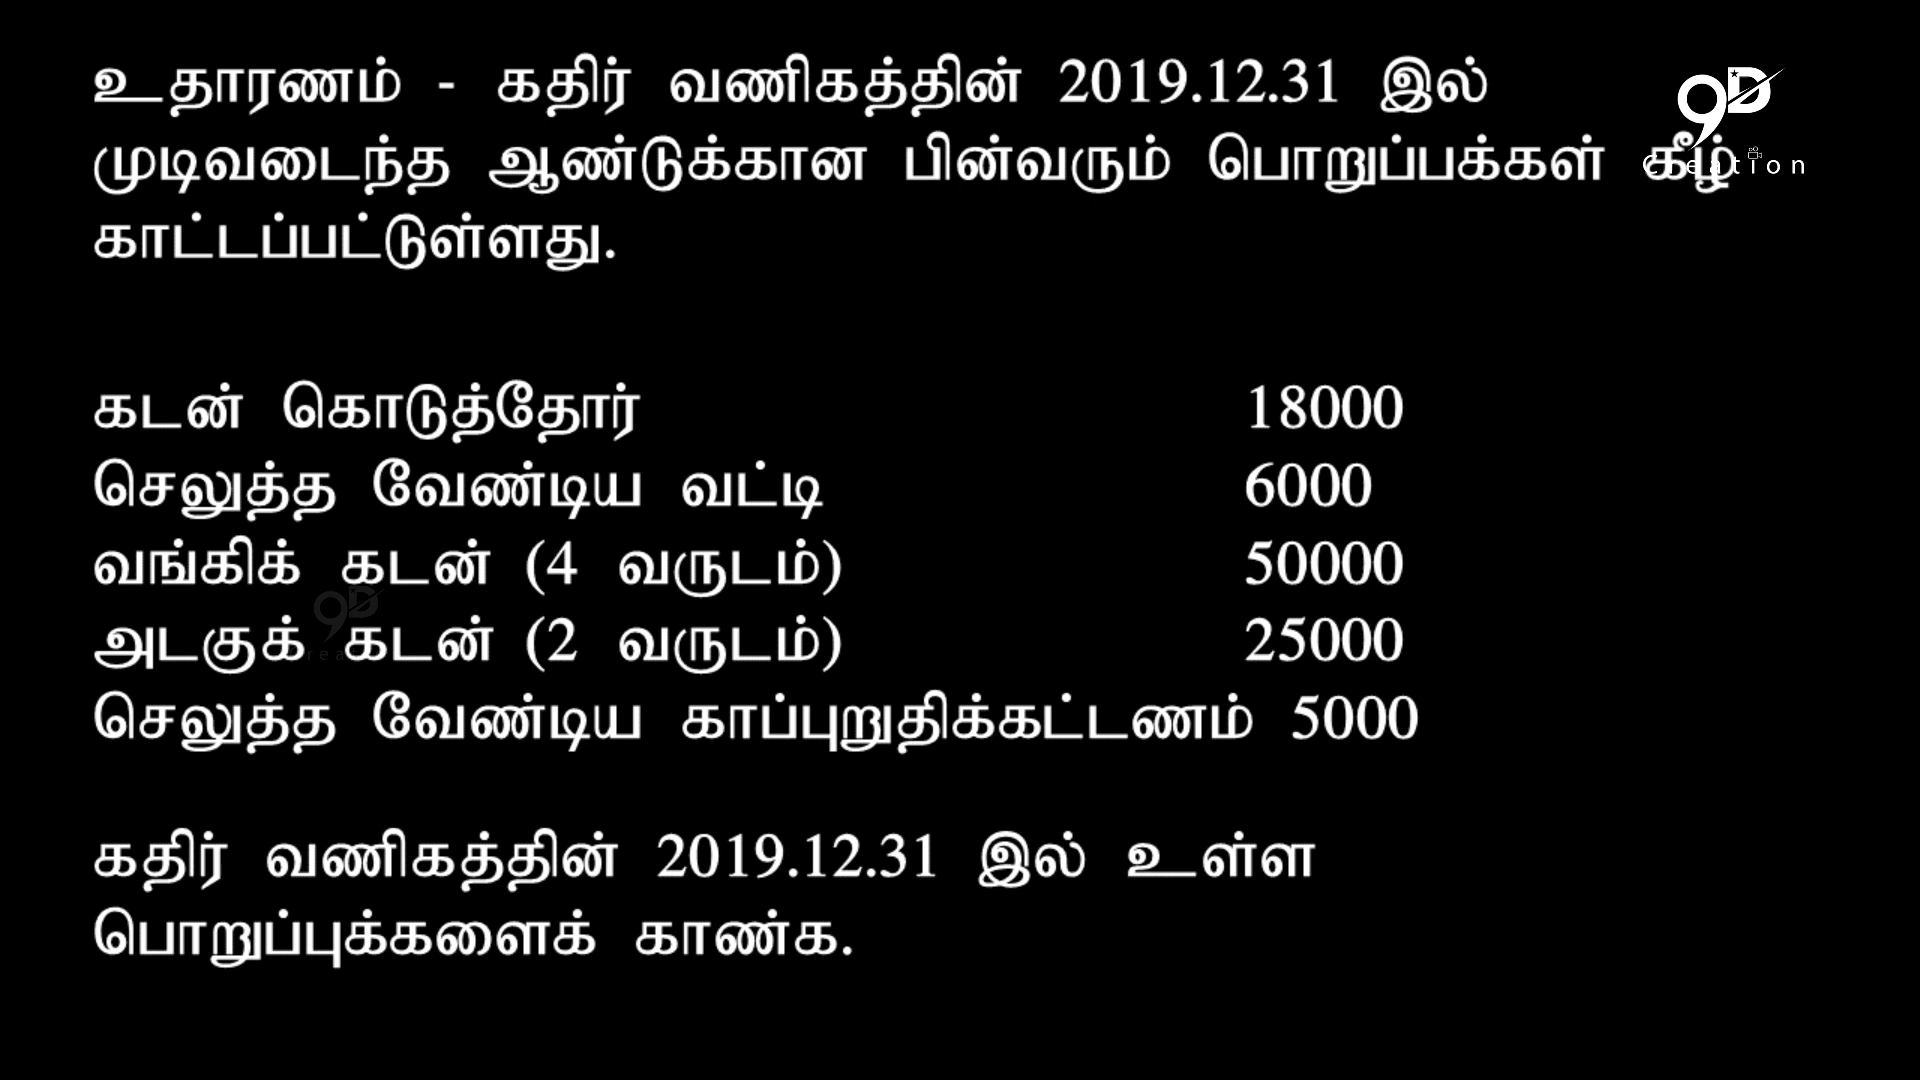 உதாரணம் - கதிர் வணிகத்தின் 2019.12.31 இல்
முடிவடைந்த ஆண்டுக்கான பின்வரும் பொறுப்பக்கள் கீழ்
காட்டப்பட்டுள்ளது.
9D
Creation
கடன் கொடுத்தோர் 18000
செலுத்த வேண்டிய வட்டி 6000
வங்கிக் கடன் (4 வருடம்) 50000
அடகுக் கடன் (2 வருடம்) 25000
செலுத்த வேண்டிய காப்புறுதிக்கட்டணம் 5000
கதிர் வணிகத்தின் 2019.12.31 இல் உள்ள
பொறுப்புக்களைக் காண்க.